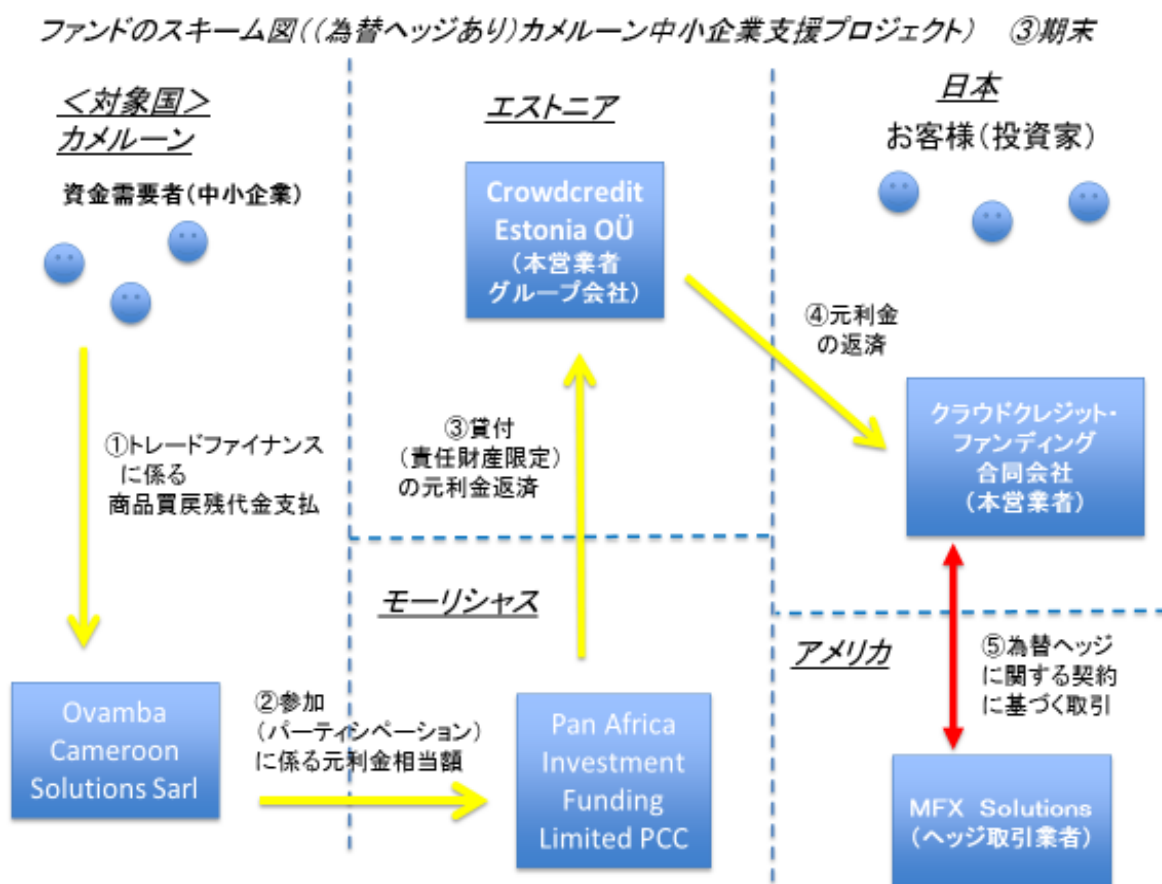 ファンドのスキーム図((為替ヘッジあり)カメルーン中小企業支援プロジェクト)　③期末
＜対象国＞
カメルーン
資金需要者(中小企業)
①トレードファイナンス
に係る
商品買戻残代金支払
Ovamba
Cameroon
Solutions Sarl
②参加
(パーティシペーション)
に係る元利金相当額
エストニア
Crowdcredit
Estonia OÜ
(本営業者
グループ会社)
③貸付
(責任財産限定)
の元利金返済
モーリシャス
Pan Africa
Investment
Funding
Limited PCC
日本
お客様(投資家)
④元利金
の返済
クラウドクレジット・
ファンディング
合同会社
(本営業者)
アメリカ
⑤為替ヘッジ
に関する契約
に基づく取引
MFX Solutions
(ヘッジ取引業者)